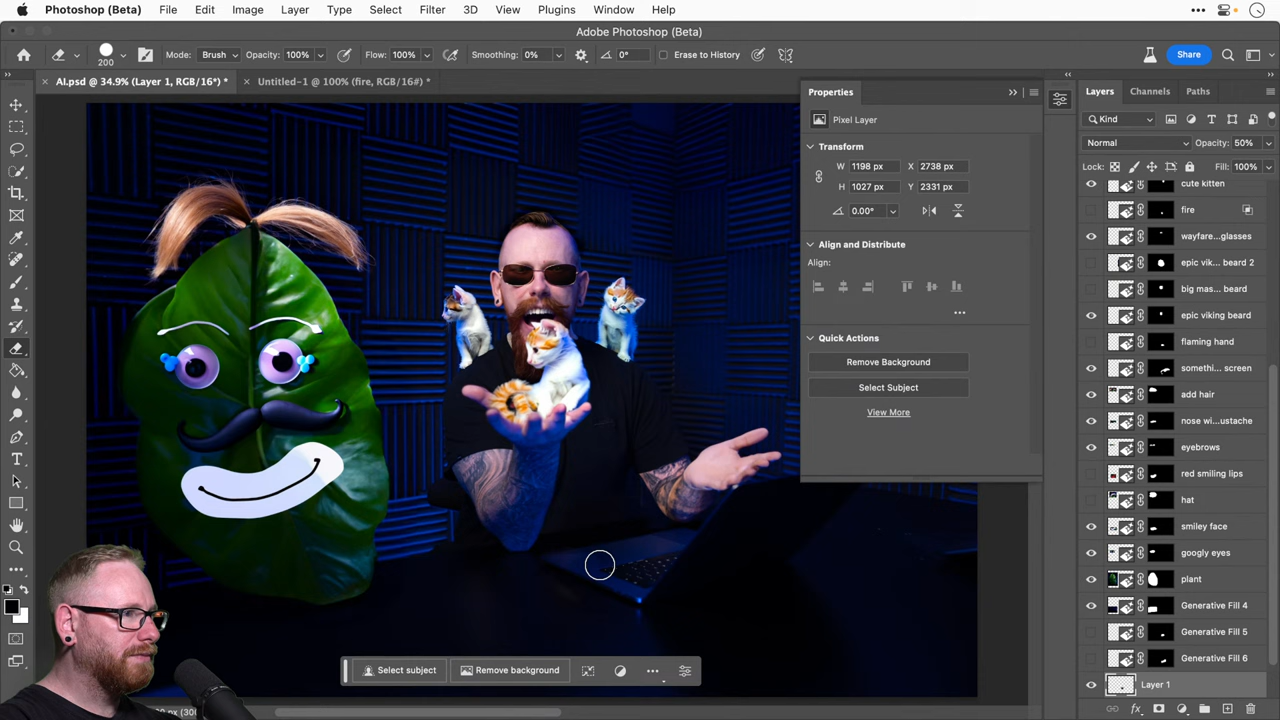 Photoshop (Beta) File Edit Image Layer Type Select Filter 3D View Plugins Window Help
Adobe Photoshop (Beta)
200 Mode: Brush Opacity: 100% Flow: 100% Smoothing: 0% 0° Erase to History Share
AI.psd @ 34.9% (Layer 1, RGB/16*) * Untitled-1 @ 100% (fire, RGB/16#) *
Properties
Pixel Layer
Transform
W 1198 px X 2738 px
H 1027 px Y 2331 px
0.00°
Align and Distribute
Align:
Quick Actions
Remove Background
Select Subject
View More
Layers Channels Paths
Kind
Normal Opacity: 50%
Lock: Fill: 100%
cute kitten
fire
wayfare...glasses
epic vik... beard 2
big mas... beard
epic viking beard
flaming hand
somethi... screen
add hair
nose wi...ustache
eyebrows
red smiling lips
hat
smiley face
googly eyes
plant
Generative Fill 4
Generative Fill 5
Generative Fill 6
Layer 1
Select subject Remove background